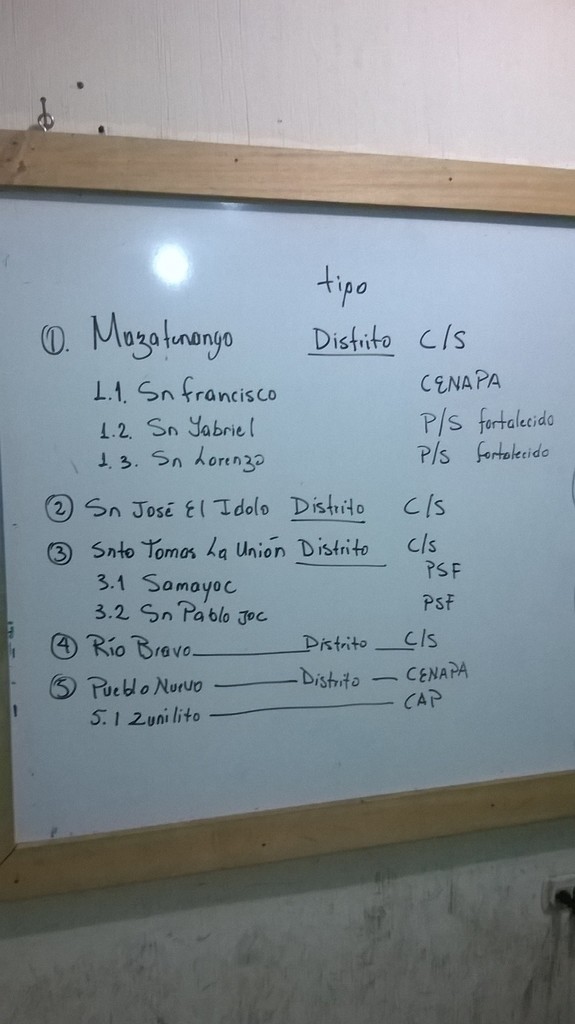 tipo
①. Mazatenango Distrito C/S
1.1. Sn francisco CENAPA
1.2. Sn Gabriel P/S fortalecido
1.3. Sn Lorenzo P/S fortalecido
② Sn José El Idolo Distrito C/S
③ Snto Tomas La Unión Distrito C/S
3.1 Samayoc PSF
3.2 Sn Pablo Joc PSF
④ Río Bravo Distrito C/S
⑤ Pueblo Nuevo Distrito CENAPA
5.1 Zunilito CAP